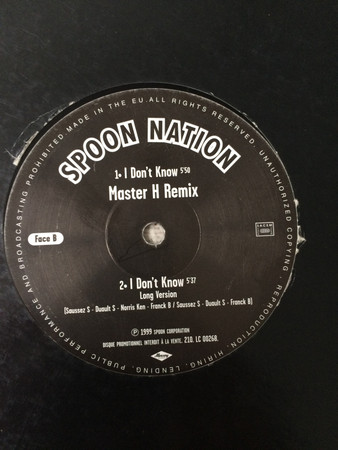 MADE IN THE EU. ALL RIGHTS RESERVED. UNAUTHORIZED COPYING, REPRODUCTION, HIRING, LENDING, PUBLIC PERFORMANCE AND BROADCASTING PROHIBITED.
SPOON NATION
1• I Don't Know 5'50
Master H Remix
Face B
2• I Don't Know 5'37
Long Version
(Saussez S - Duault S - Norris Ken - Franck B / Saussez S - Duault S - Franck B)
℗ 1999 SPOON CORPORATION
DISQUE PROMOTIONNEL INTERDIT À LA VENTE. 210. LC 00268.